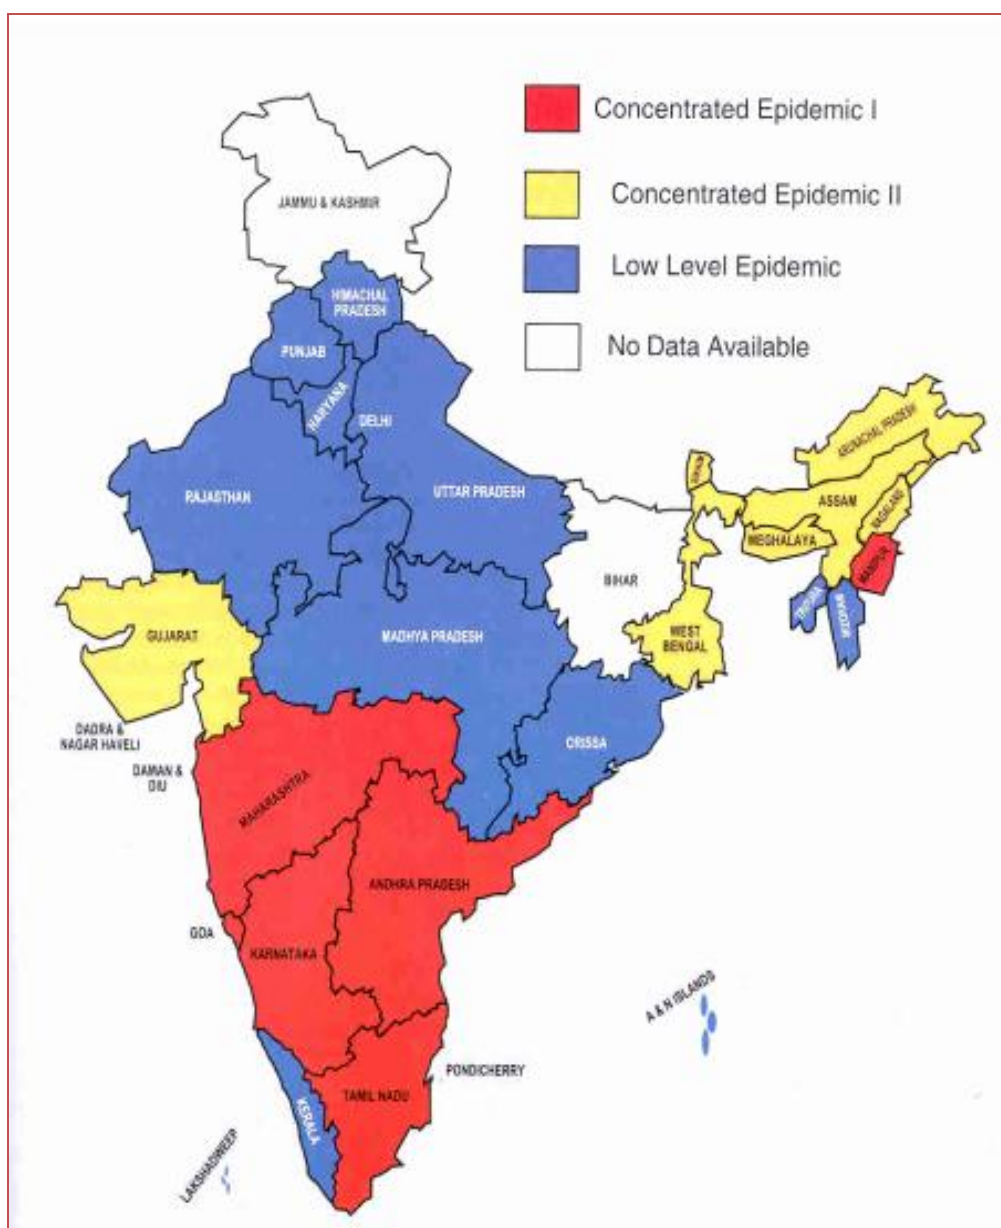 Concentrated Epidemic I
Concentrated Epidemic II
Low Level Epidemic
No Data Available
JAMMU & KASHMIR
HIMACHAL
PRADESH
PUNJAB
HARYANA
DELHI
ARUNACHAL PRADESH
RAJASTHAN
UTTAR PRADESH
SIKKIM
ASSAM
NAGALAND
MEGHALAYA
MANIPUR
BIHAR
TRIPURA
MIZORAM
GUJARAT
MADHYA PRADESH
WEST
BENGAL
DADRA &
NAGAR HAVELI
ORISSA
DAMAN &
DIU
MAHARASHTRA
ANDHRA PRADESH
GOA
KARNATAKA
A & N ISLANDS
PONDICHERRY
TAMIL NADU
KERALA
LAKSHADWEEP